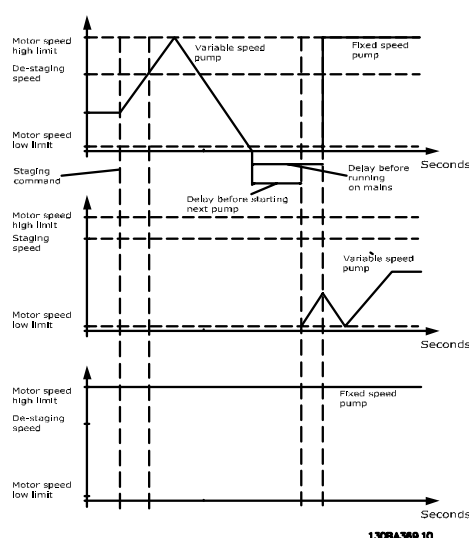 Motor speed
high limit
De-staging
speed
Motor speed
low limit
Variable speed
pump
Fixed speed
pump
Seconds
Staging
command
Delay before starting
next pump
Delay before
running
on mains
Motor speed
high limit
Staging
speed
Motor speed
low limit
Variable speed
pump
Seconds
Motor speed
high limit
De-staging
speed
Motor speed
low limit
Fixed speed
pump
Seconds
130BA369.10